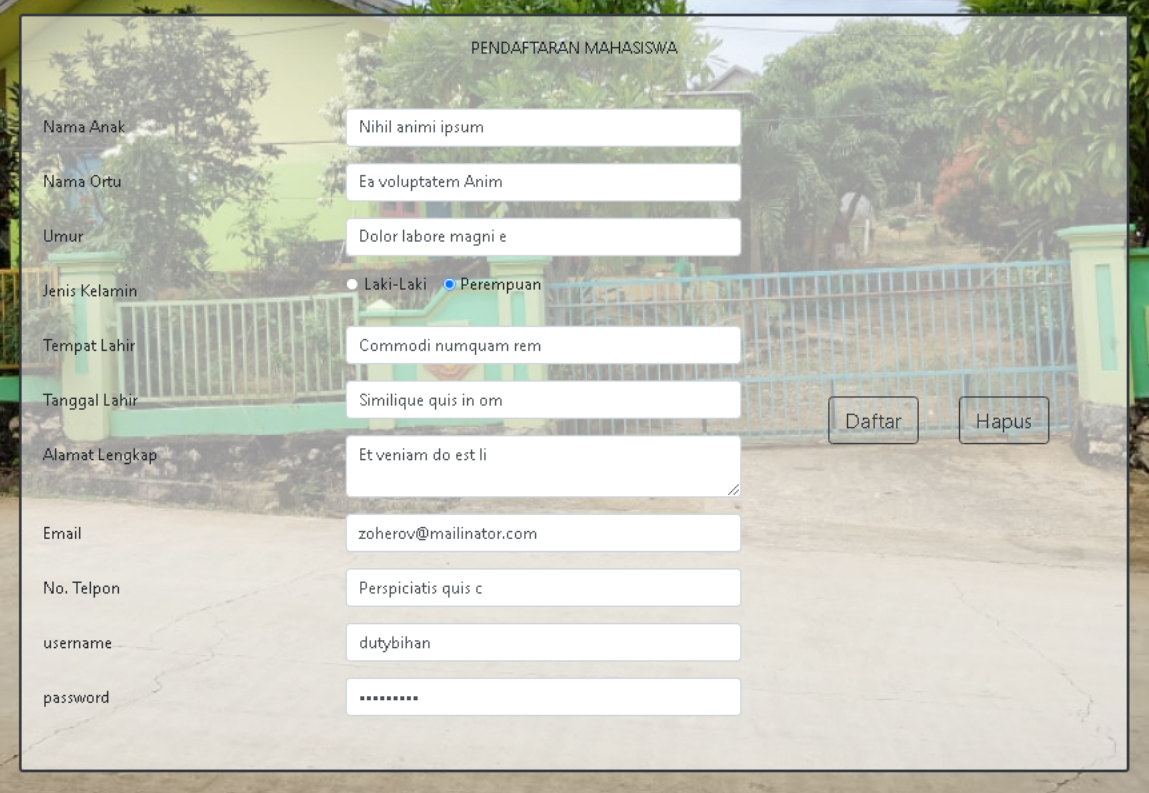 PENDAFTARAN MAHASISWA
Nama Anak Nihil animi ipsum
Nama Ortu Ea voluptatem Anim
Umur Dolor labore magni e
Jenis Kelamin Laki-Laki Perempuan
Tempat Lahir Commodi numquam rem
Tanggal Lahir Similique quis in om
Daftar Hapus
Alamat Lengkap Et veniam do est li
Email zoherov@mailinator.com
No. Telpon Perspiciatis quis c
username dutybihan
password •••••••••